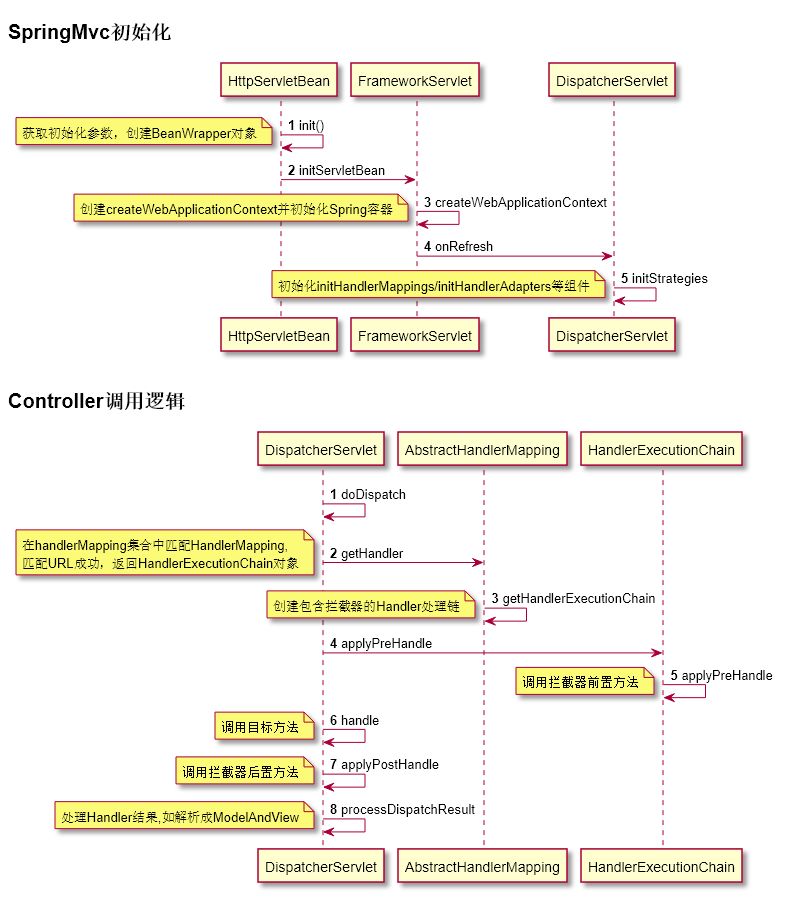 SpringMvc初始化
HttpServletBean
FrameworkServlet
DispatcherServlet
获取初始化参数，创建BeanWrapper对象
1 init()
2 initServletBean
创建createWebApplicationContext并初始化Spring容器
3 createWebApplicationContext
4 onRefresh
初始化initHandlerMappings/initHandlerAdapters等组件
5 initStrategies
HttpServletBean
FrameworkServlet
DispatcherServlet
Controller调用逻辑
DispatcherServlet
AbstractHandlerMapping
HandlerExecutionChain
1 doDispatch
在handlerMapping集合中匹配HandlerMapping,
匹配URL成功，返回HandlerExecutionChain对象
2 getHandler
创建包含拦截器的Handler处理链
3 getHandlerExecutionChain
4 applyPreHandle
调用拦截器前置方法
5 applyPreHandle
调用目标方法
6 handle
调用拦截器后置方法
7 applyPostHandle
处理Handler结果,如解析成ModelAndView
8 processDispatchResult
DispatcherServlet
AbstractHandlerMapping
HandlerExecutionChain